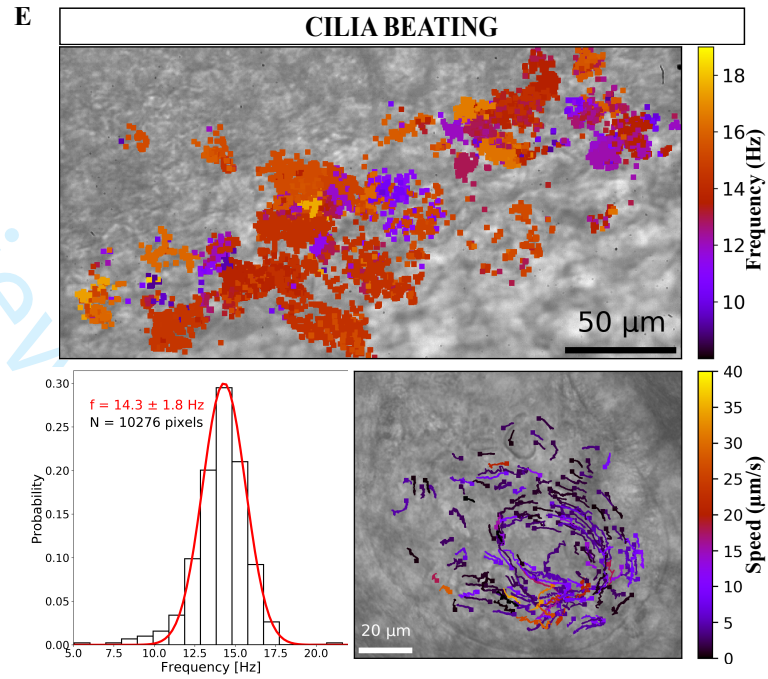 E
CILIA BEATING
50 µm
18
16
14
12
10
Frequency (Hz)
0.30
0.25
0.20
0.15
0.10
0.05
0.00
Probability
f = 14.3 ± 1.8 Hz
N = 10276 pixels
5.0 7.5 10.0 12.5 15.0 17.5 20.0
Frequency [Hz]
20 µm
40
35
30
25
20
15
10
5
0
Speed (µm/s)